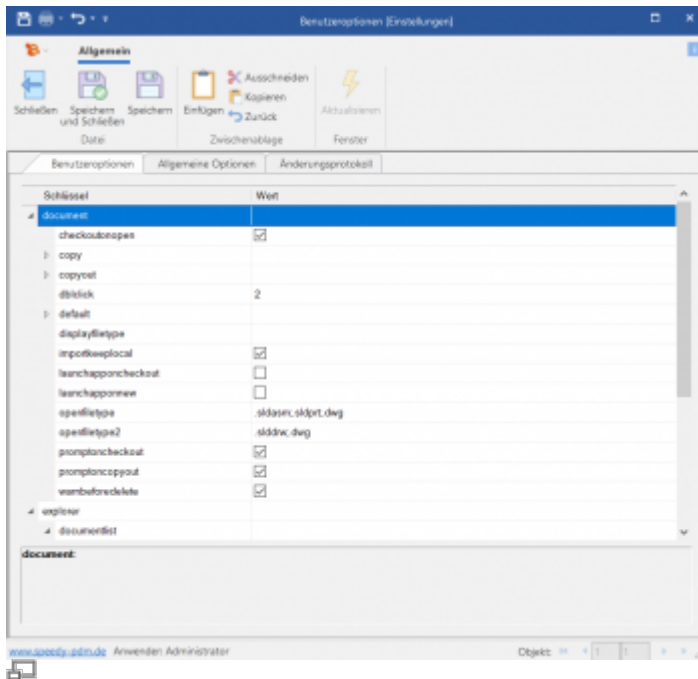 Benutzeroptionen [Einstellungen]
Allgemein
Schließen
Speichern und Schließen
Speichern
Einfügen
Ausschneiden
Kopieren
Zurück
Aktualisieren
Datei
Zwischenablage
Fenster
Benutzeroptionen
Allgemeine Optionen
Änderungsprotokoll
Schlüssel Wert
document
checkoutonopen
copy
copyout
dblclick 2
default
displayfiletype
importkeeplocal
launchapponcheckout
launchapponnew
openfiletype .sldasm;.sldprt;.dwg
openfiletype2 .slddrw;.dwg
promptoncheckout
promptoncopyout
warnbeforedelete
explorer
documentlist
document:
www.speedy-pdm.de Anwender: Administrator
Objekt: 1 1